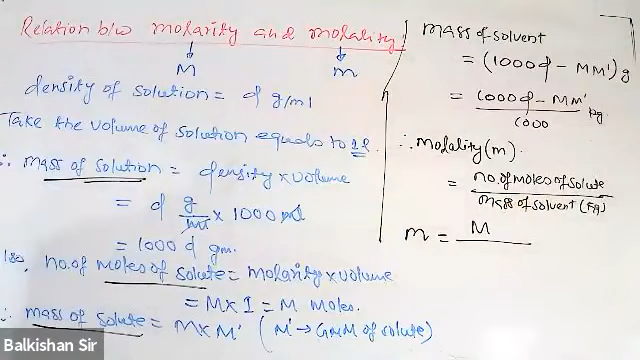 Relation b/w molarity and molality
M m
density of solution = d g/ml
Take the volume of solution equals to 1l.
∴ mass of solution = density × volume
= d g/ml × 1000 ml
= 1000 d gm.
no. of moles of solute = molarity × volume
= M × 1 = M moles.
∴ mass of solute = M × M' (M' → GMM of solute)
mass of solvent
= (1000d - MM') g
= 1000d - MM' / 1000 kg
∴ molality (m)
= no. of moles of solute / mass of solvent (kg)
m = M
Balkishan Sir